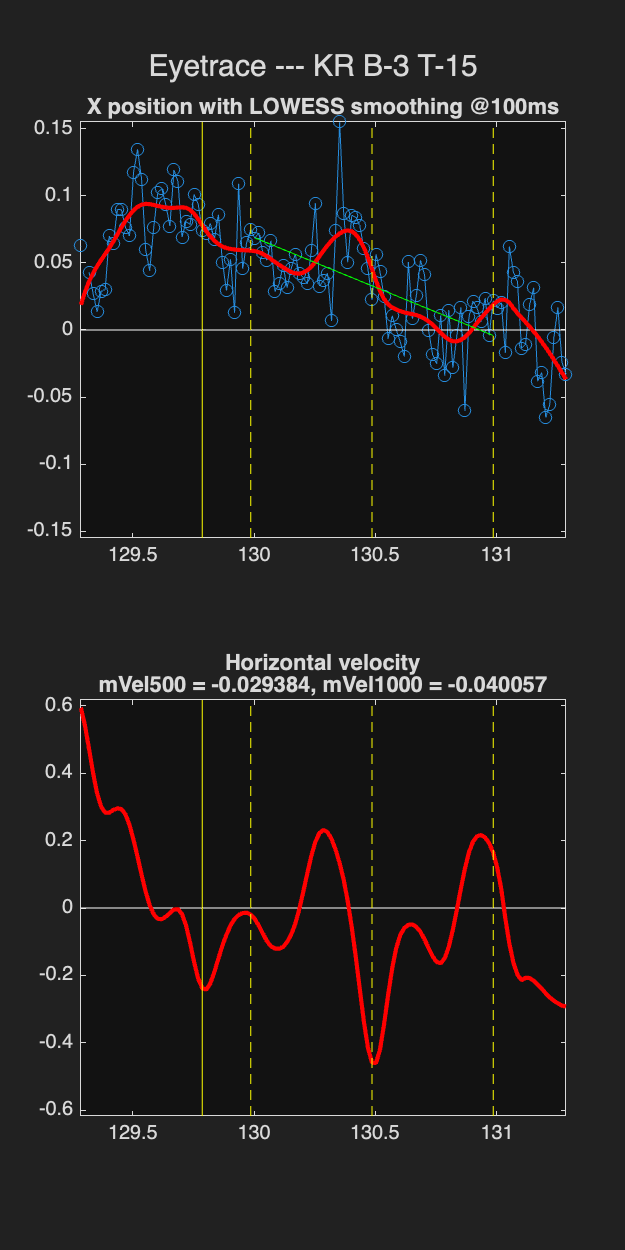 Eyetrace --- KR B-3 T-15
X position with LOWESS smoothing @100ms
0.15
0.1
0.05
0
-0.05
-0.1
-0.15
129.5 130 130.5 131
Horizontal velocity
mVel500 = -0.029384, mVel1000 = -0.040057
0.6
0.4
0.2
0
-0.2
-0.4
-0.6
129.5 130 130.5 131